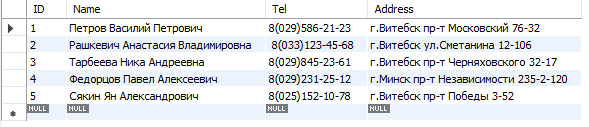 ID Name Tel Address
1 Петров Василий Петрович 8(029)586-21-23 г.Витебск пр-т Московский 76-32
2 Рашкевич Анастасия Владимировна 8(033)123-45-68 г.Витебск ул.Сметанина 12-106
3 Тарбеева Ника Андреевна 8(029)845-23-61 г.Витебск пр-т Черняховского 32-17
4 Федорцов Павел Алексеевич 8(029)231-25-12 г.Минск пр-т Независимости 235-2-120
5 Сякин Ян Александрович 8(025)152-10-78 г.Витебск пр-т Победы 3-52
NULL NULL NULL NULL